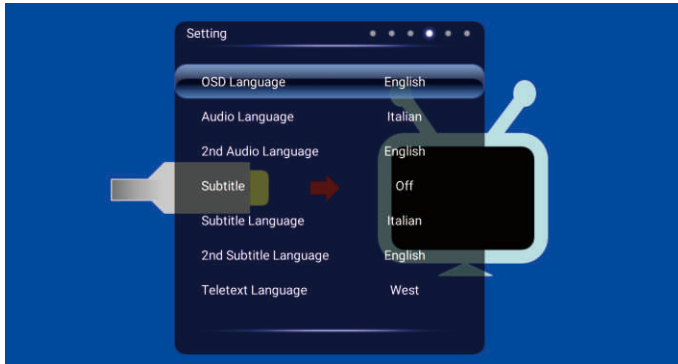 Setting
OSD Language English
Audio Language Italian
2nd Audio Language English
Subtitle Off
Subtitle Language Italian
2nd Subtitle Language English
Teletext Language West